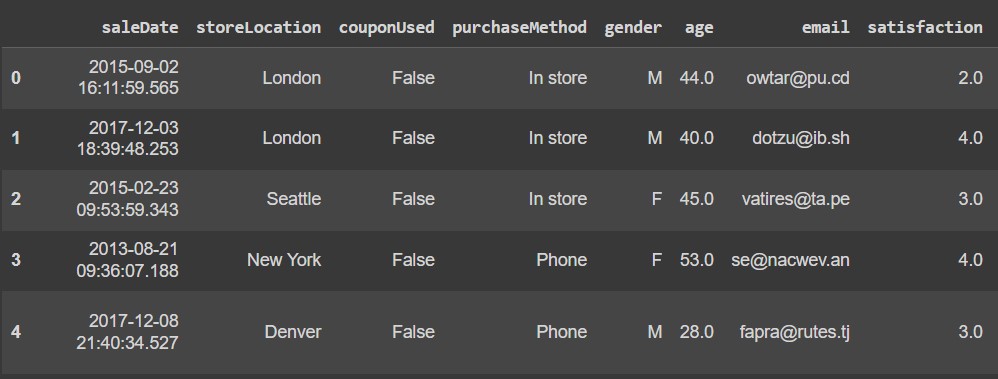 saleDate storeLocation couponUsed purchaseMethod gender age email satisfaction
0 2015-09-02 16:11:59.565 London False In store M 44.0 owtar@pu.cd 2.0
1 2017-12-03 18:39:48.253 London False In store M 40.0 dotzu@ib.sh 4.0
2 2015-02-23 09:53:59.343 Seattle False In store F 45.0 vatires@ta.pe 3.0
3 2013-08-21 09:36:07.188 New York False Phone F 53.0 se@nacwev.an 4.0
4 2017-12-08 21:40:34.527 Denver False Phone M 28.0 fapra@rutes.tj 3.0